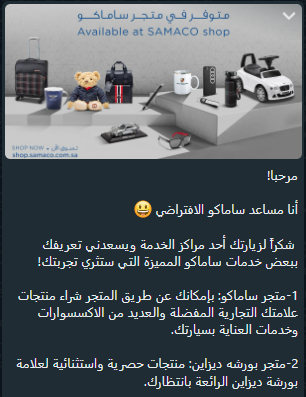 متوفر في متجر ساماكو
Available at SAMACO shop
SHOP NOW • تسوق الآن
shop.samaco.com.sa
مرحبا!
أنا مساعد ساماكو الافتراضي 😃
شكراً لزيارتك أحد مراكز الخدمة ويسعدني تعريفك
ببعض خدمات ساماكو المميزة التي ستثري تجربتك!
1-متجر ساماكو: بإمكانك عن طريق المتجر شراء منتجات
علامتك التجارية المفضلة والعديد من الاكسسوارات
وخدمات العناية بسيارتك.
2-متجر بورشه ديزاين: منتجات حصرية واستثنائية لعلامة
بورشة ديزاين الرائعة بانتظارك.